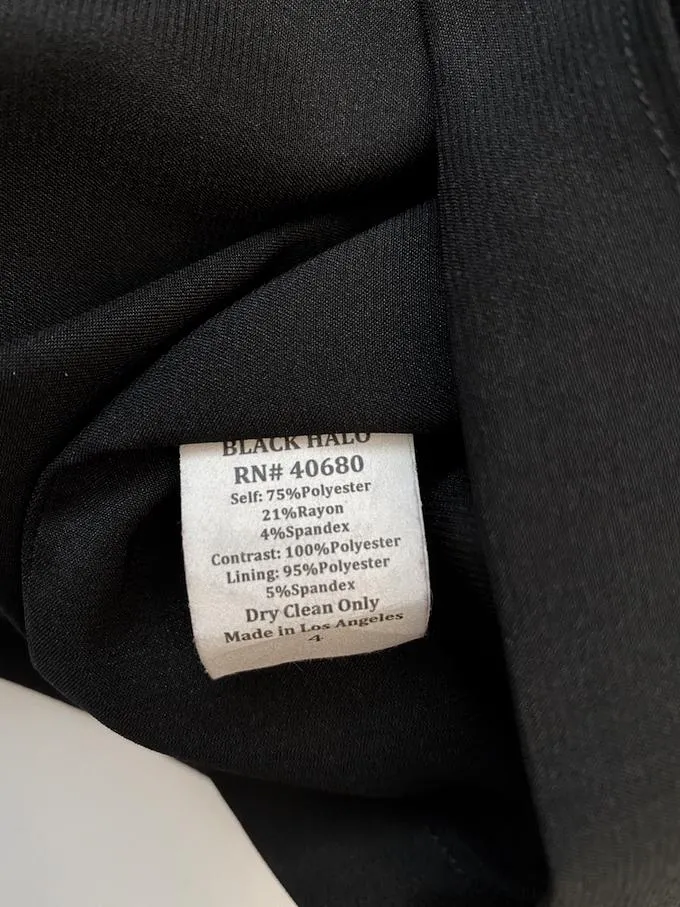 BLACK HALO
RN# 40680
Self: 75%Polyester
21%Rayon
4%Spandex
Contrast: 100%Polyester
Lining: 95%Polyester
5%Spandex
Dry Clean Only
Made in Los Angeles
4